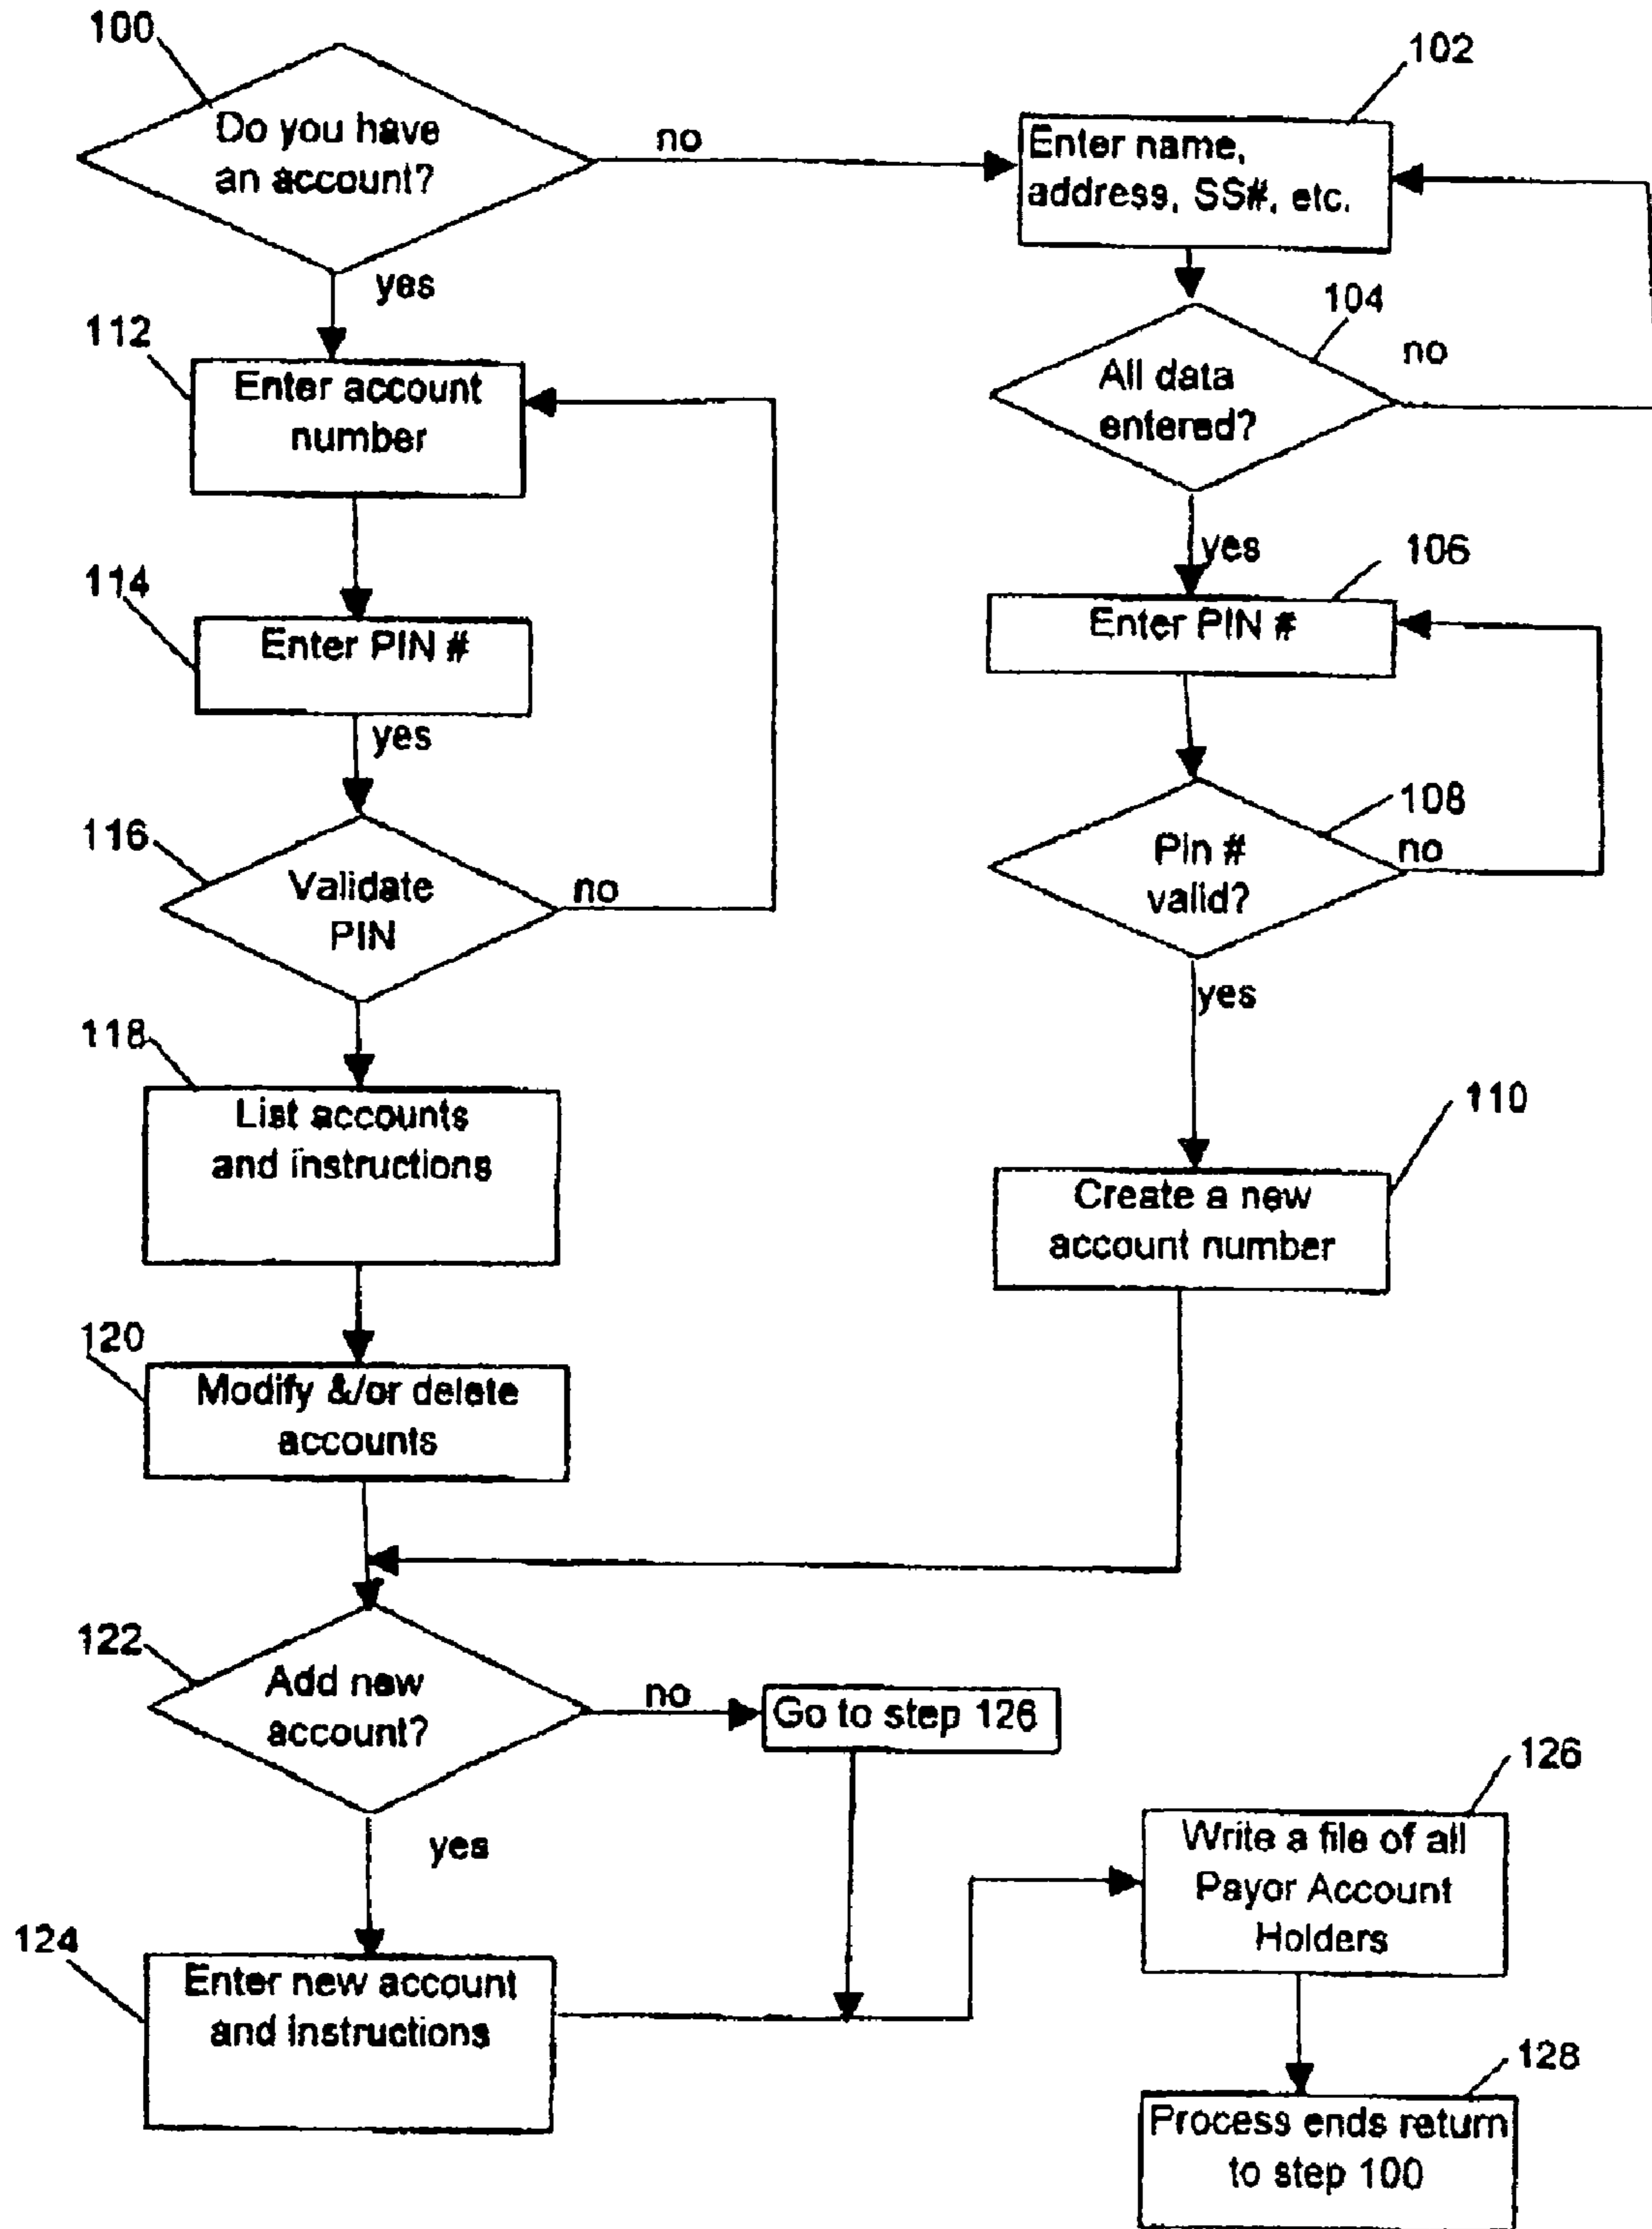 100
Do you have
an account?
no
yes
102
Enter name,
address, SS#, etc.
104
All data
entered?
no
yes
112
Enter account
number
106
Enter PIN #
114
Enter PIN #
yes
108
Pin #
valid?
no
yes
116
Validate
PIN
no
118
List accounts
and instructions
110
Create a new
account number
120
Modify &/or delete
accounts
122
Add new
account?
no
Go to step 126
yes
126
Write a file of all
Payor Account
Holders
124
Enter new account
and instructions
128
Process ends return
to step 100